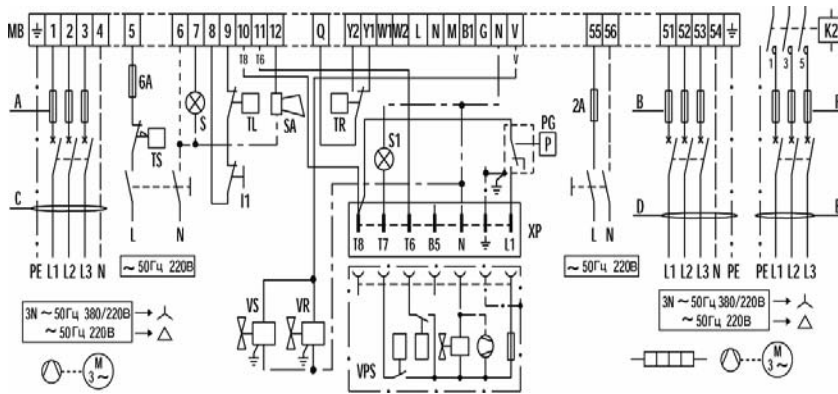 MB ⏚ 1 2 3 4 5 6 7 8 9 10 11 12 Q Y2 Y1 W1 W2 L N M B1 G N V 55 56 51 52 53 54 ⏚ K2
T8 T6 V 1 3 5
6A 2A
A S TL SA TR S1 PG P B
TS
I1
C D
L N T8 T7 T6 B5 N ⏚ L1 XP L N
PE L1 L2 L3 N L1 L2 L3 N PE PE L1 L2 L3
~ 50Гц 220В ~ 50Гц 220В
VS VR
3N ~ 50Гц 380/220В
~ 50Гц 220В
3N ~ 50Гц 380/220В
~ 50Гц 220В
VPS
M
3 ~
M
3 ~